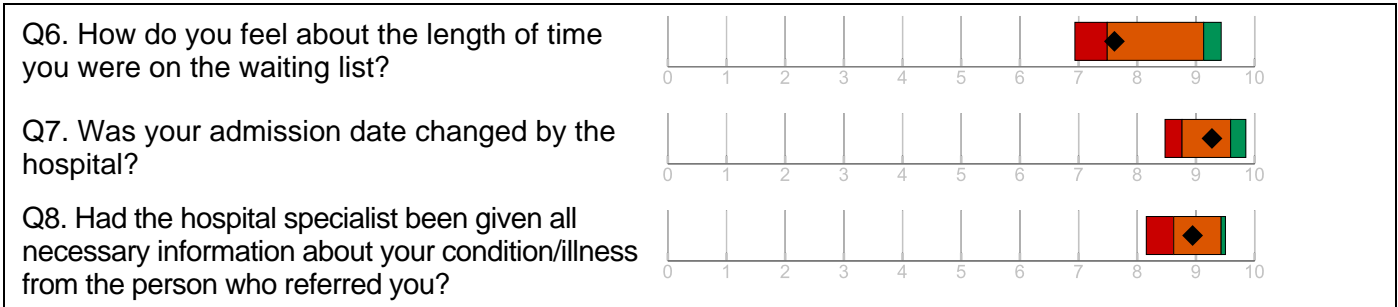 Q6. How do you feel about the length of time
you were on the waiting list?
0 1 2 3 4 5 6 7 8 9 10
Q7. Was your admission date changed by the
hospital?
0 1 2 3 4 5 6 7 8 9 10
Q8. Had the hospital specialist been given all
necessary information about your condition/illness
from the person who referred you?
0 1 2 3 4 5 6 7 8 9 10